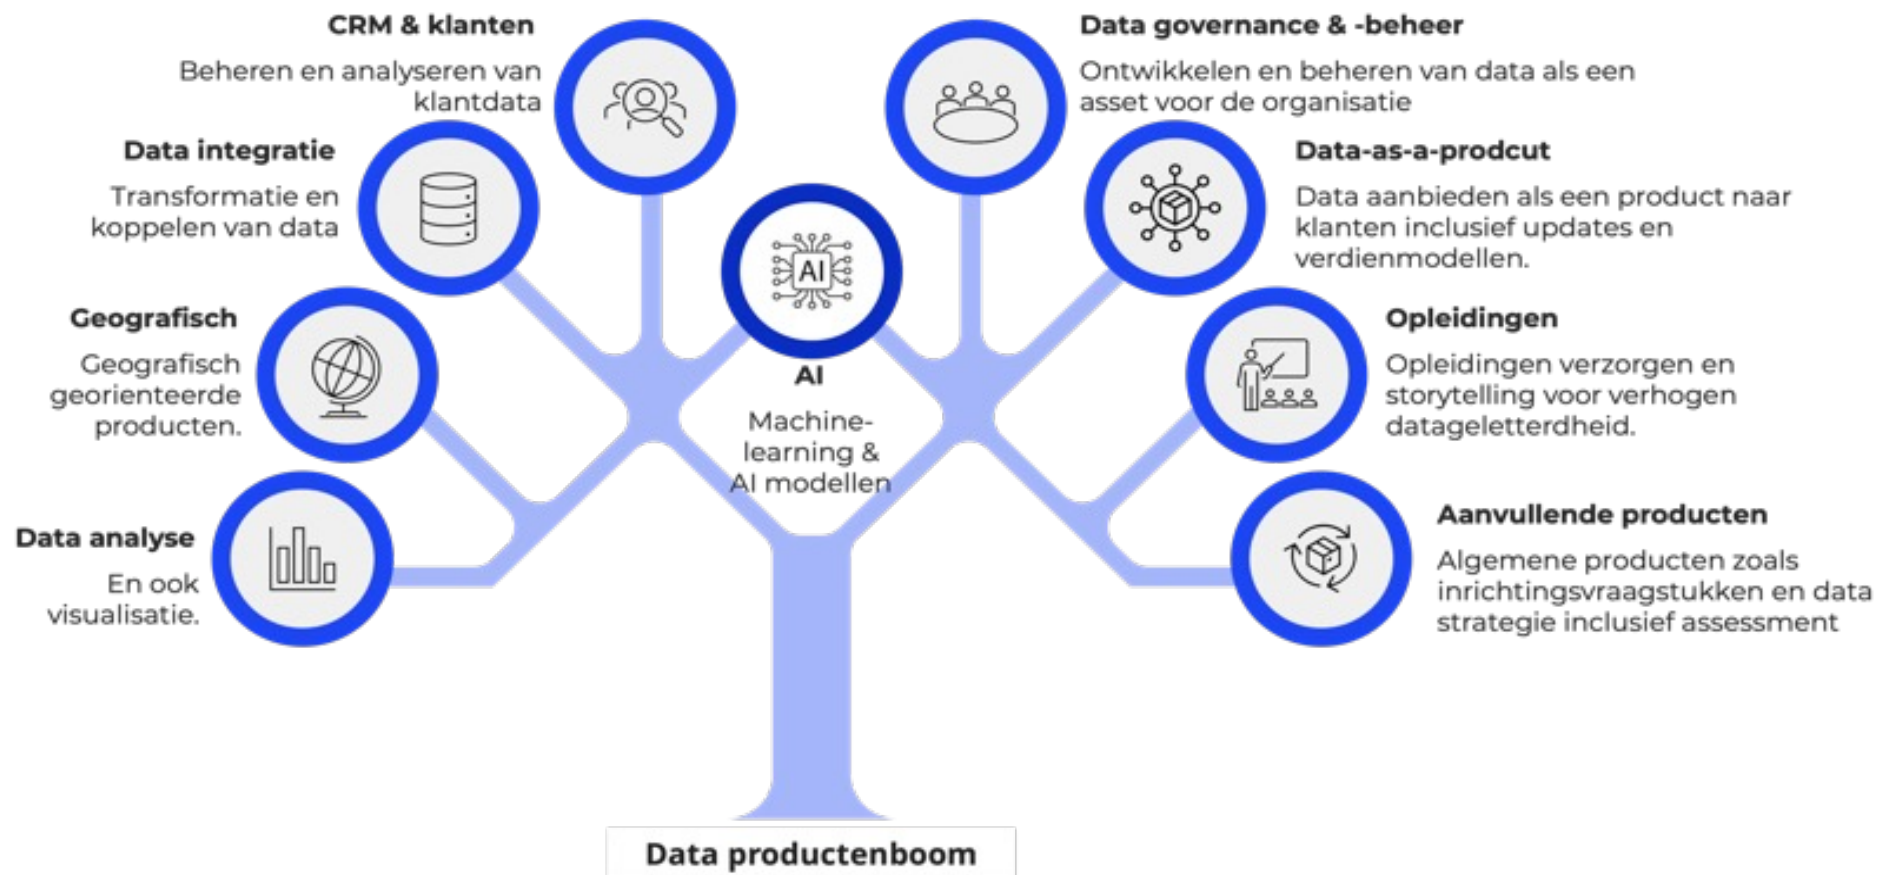 CRM & klanten
Beheren en analyseren van
klantdata
Data integratie
Transformatie en
koppelen van data
Geografisch
Geografisch
georienteerde
producten.
Data analyse
En ook
visualisatie.
AI
AI
Machine-
learning &
AI modellen
Data governance & -beheer
Ontwikkelen en beheren van data als een
asset voor de organisatie
Data-as-a-prodcut
Data aanbieden als een product naar
klanten inclusief updates en
verdienmodellen.
Opleidingen
Opleidingen verzorgen en
storytelling voor verhogen
datageletterdheid.
Aanvullende producten
Algemene producten zoals
inrichtingsvraagstukken en data
strategie inclusief assessment
Data productenboom